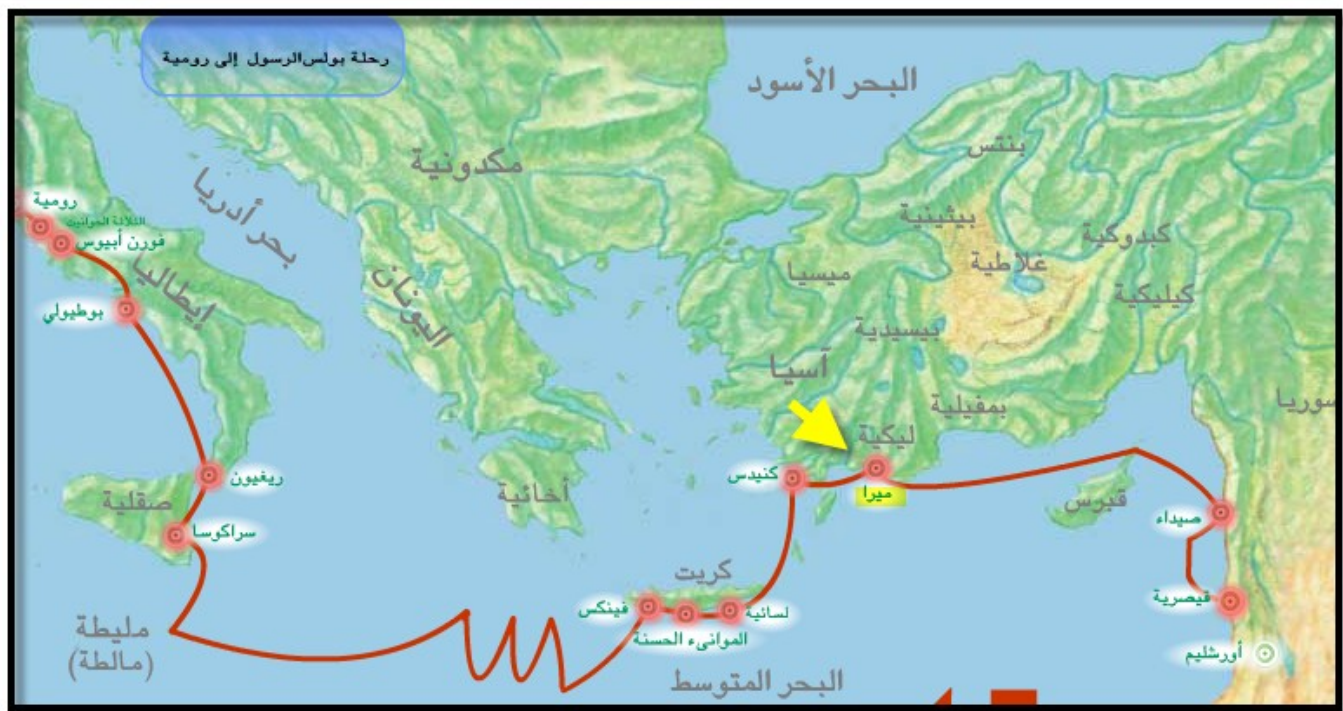 رحلة بولس الرسول إلى رومية
البحر الأسود
بنتس
مكدونية
بحر أدريا
رومية
الثلاثة الحوانيت
فورن أبيوس
إيطاليا
بوطيولي
اليونان
بيثينية
كبدوكية
غلاطية
ميسيا
كيليكية
بيسيدية
آسيا
بمفيلية
سوريا
ليكية
ريغيون
كنيدس
ميرا
أخائية
قبرس
صقلية
صيداء
سراكوسا
كريت
قيصرية
فينكس
لسائية
الموانىء الحسنة
مليطة
(مالطة)
أورشليم
البحر المتوسط